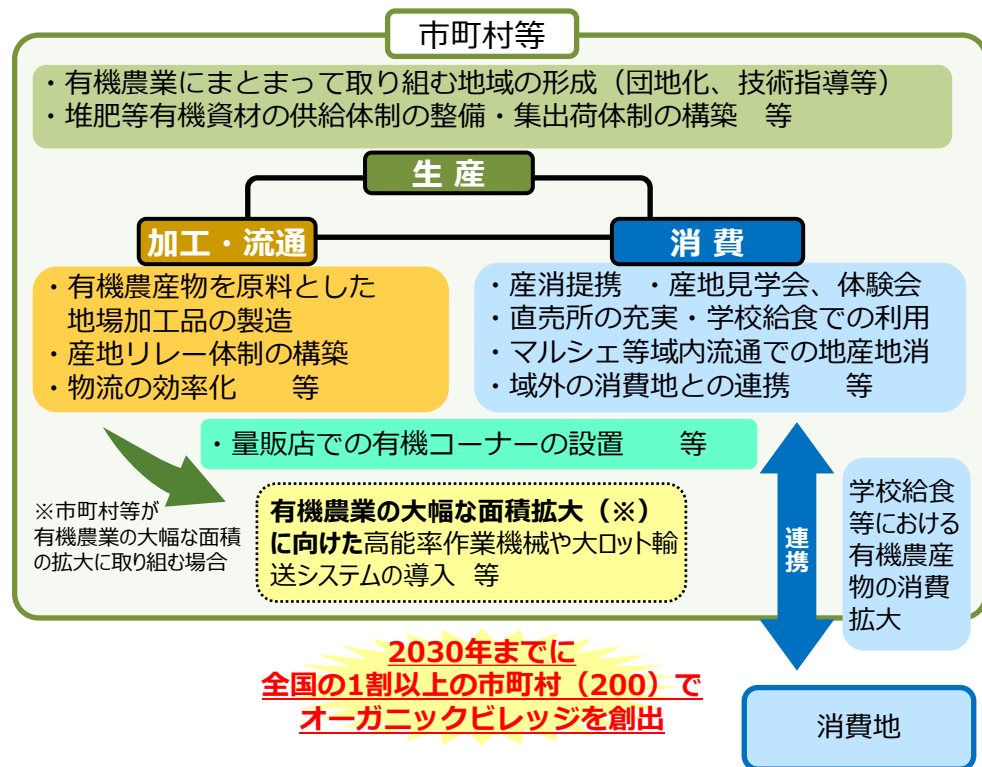 市町村等
・有機農業にまとまって取り組む地域の形成（団地化、技術指導等）
・堆肥等有機資材の供給体制の整備・集出荷体制の構築　等
生 産
加工・流通
消 費
・有機農産物を原料とした
地場加工品の製造
・産地リレー体制の構築
・物流の効率化　　等
・産消提携　・産地見学会、体験会
・直売所の充実・学校給食での利用
・マルシェ等域内流通での地産地消
・域外の消費地との連携　　等
・量販店での有機コーナーの設置　　等
※市町村等が
有機農業の大幅な面積
の拡大に取り組む場合
有機農業の大幅な面積拡大（※）
に向けた高能率作業機械や大ロット輸
送システムの導入　等
連携
学校給食
等における
有機農産
物の消費
拡大
2030年までに
全国の1割以上の市町村（200）で
オーガニックビレッジを創出
消費地